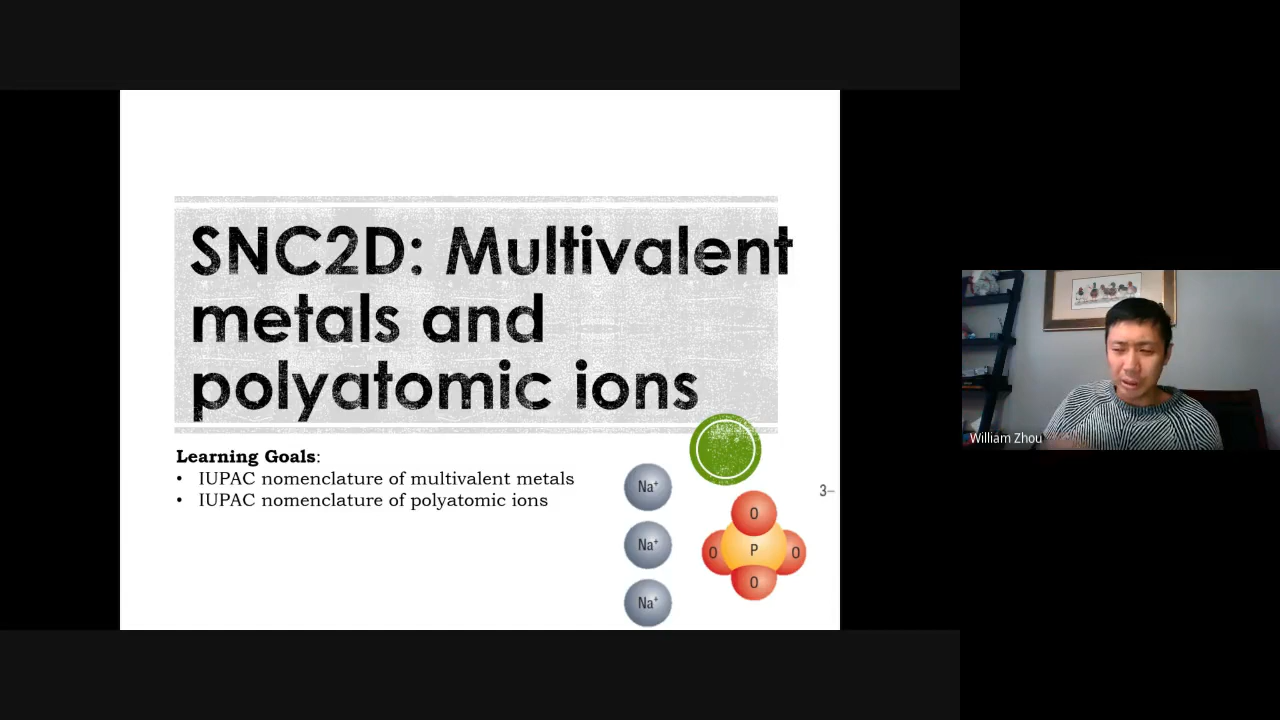 SNC2D: Multivalent
metals and
polyatomic ions
Learning Goals:
• IUPAC nomenclature of multivalent metals
• IUPAC nomenclature of polyatomic ions
Na⁺
Na⁺
Na⁺
3–
O
O P O
O
William Zhou